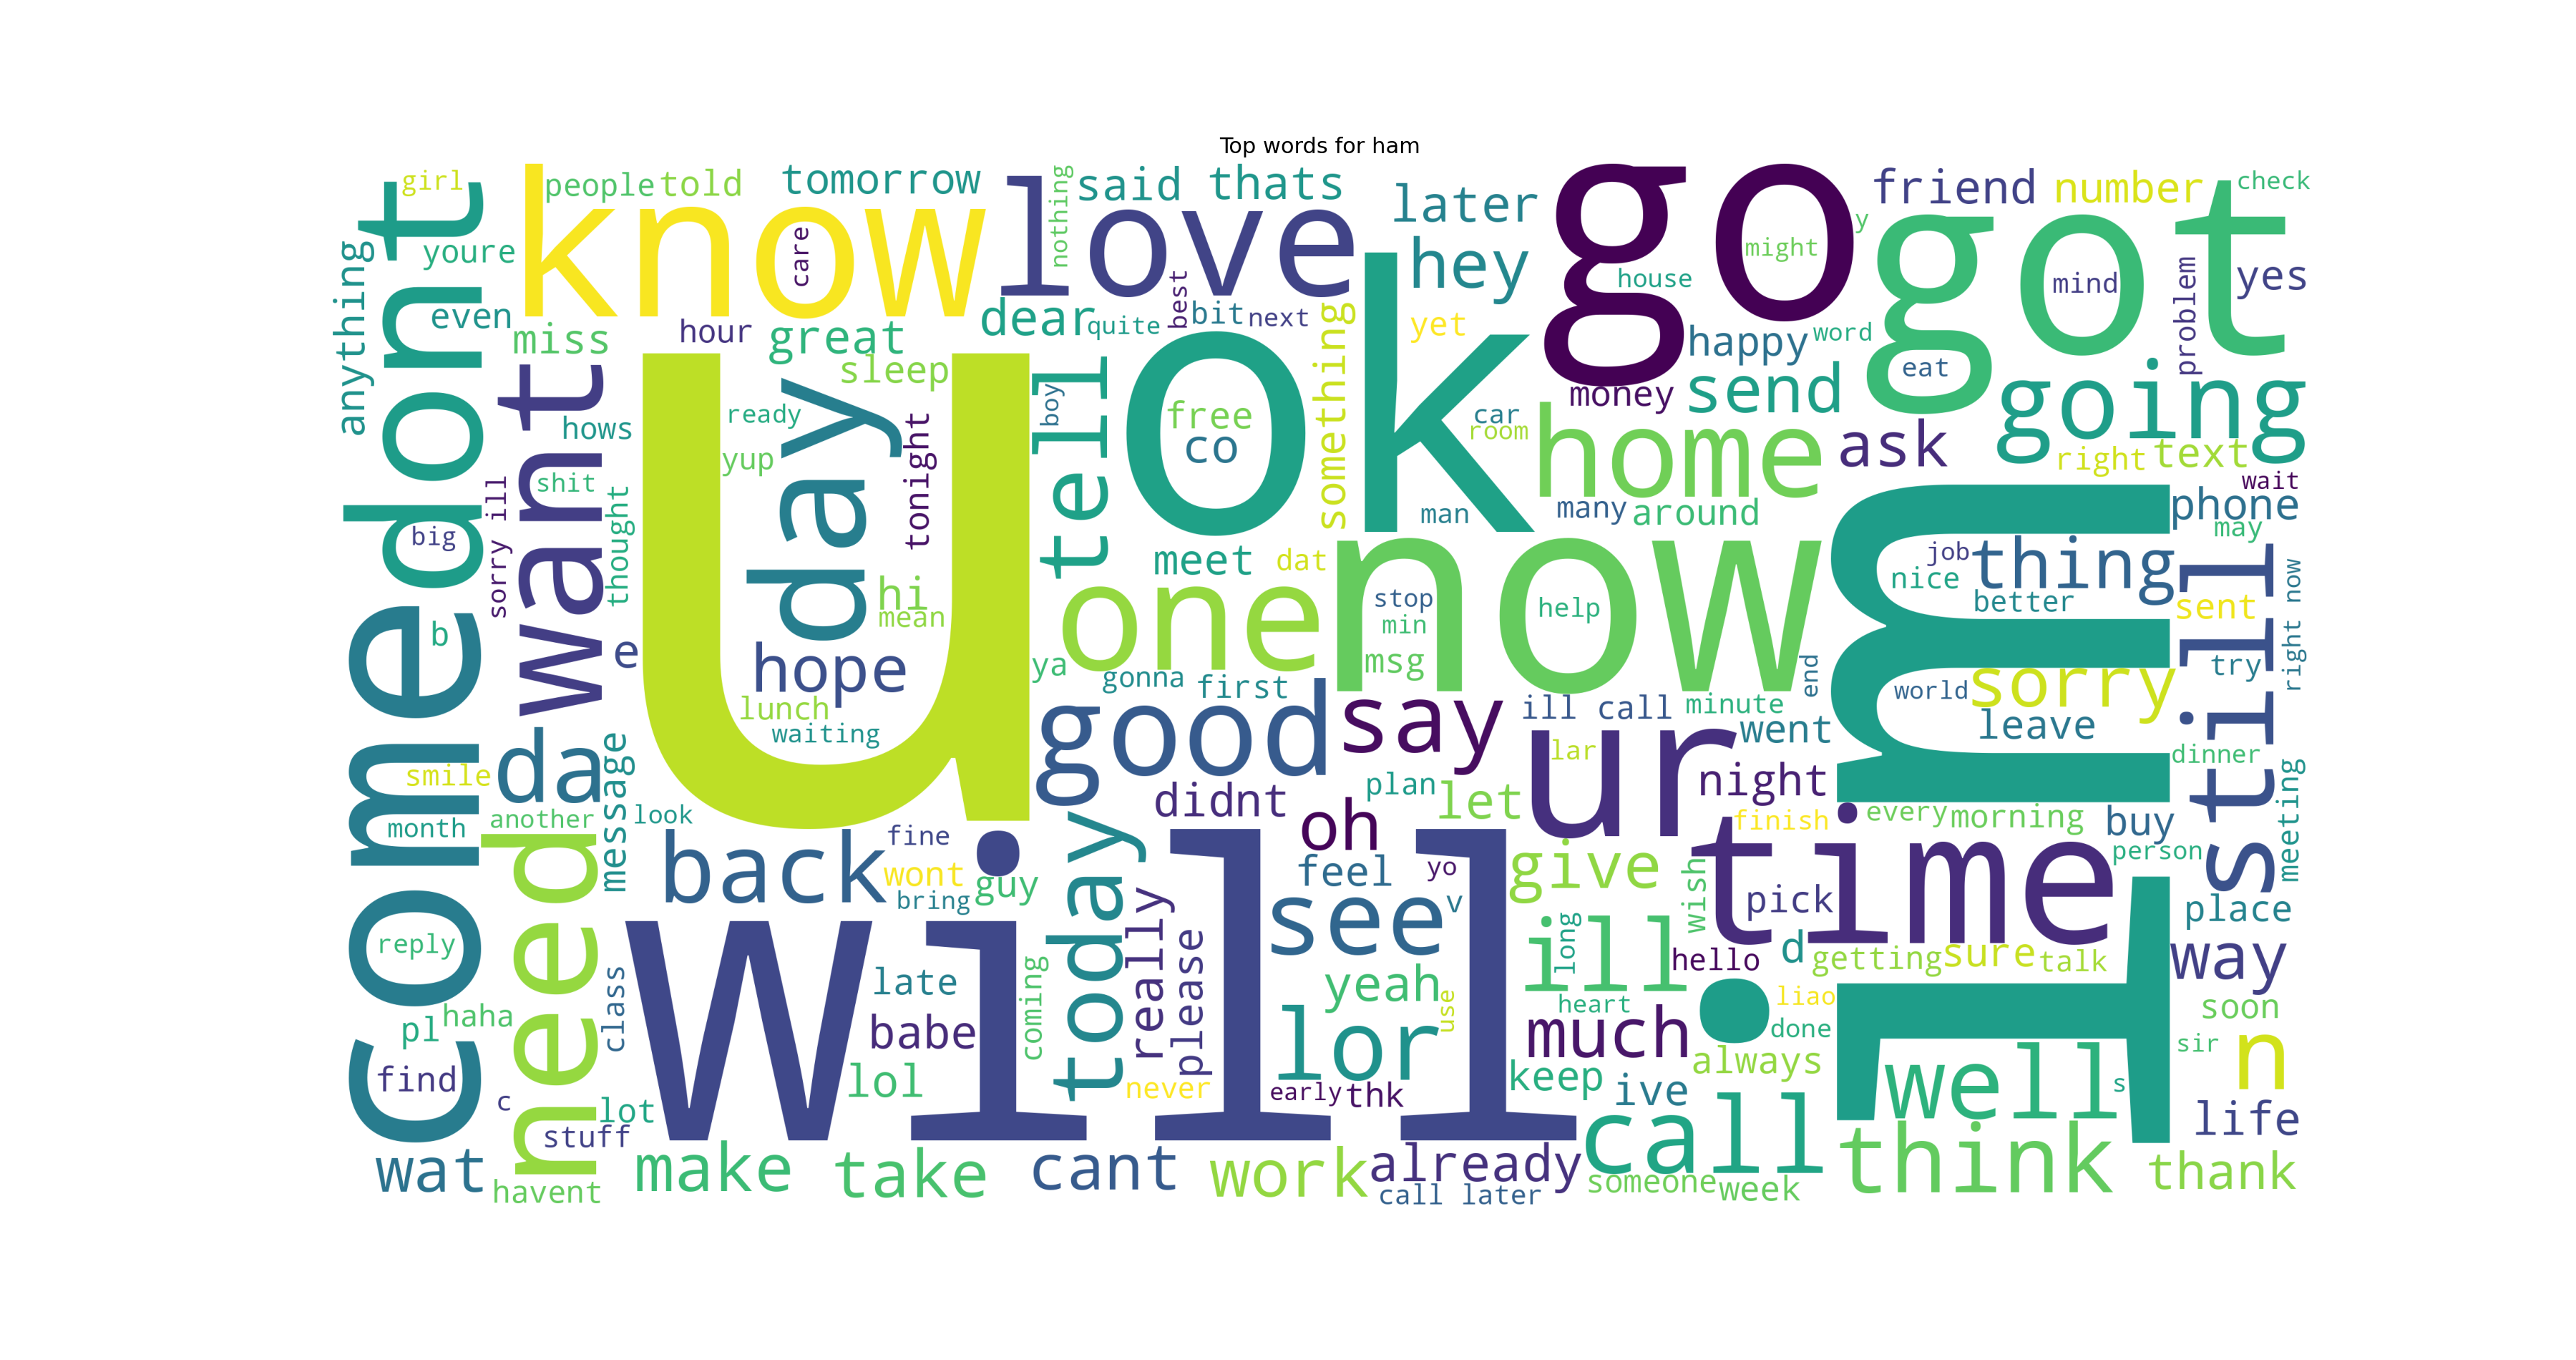 Top words for ham
girl
people
told
tomorrow
nothing
said
thats
later
friend
number
check
know
care
love
go
might
y
got
mind
problem
yes
anything
dont
youre
even
miss
hour
great
dear
quite
best
bit
next
hey
yet
something
house
happy
word
money
send
eat
going
want
hows
ready
yup
day
sleep
tonight
boy
tell
ok
free
co
car
room
man
home
many
around
ask
right
text
wait
phone
may
shit
sorry ill
big
thought
u
hi
mean
meet
dat
one
now
stop
min
msg
help
job
nice
thing
better
sent
still
right now
b
e
hope
lunch
waiting
ya
gonna
first
end
world
sorry
try
leave
come
da
message
smile
month
another
look
good
say
ill call
minute
went
lar
ur
night
dinner
meeting
im
didnt
plan
let
oh
finish
every
morning
buy
person
need
back
fine
wont
bring
guy
today
really
please
feel
yo
see
v
give
wish
pick
time
place
reply
haha
pl
class
late
babe
lol
coming
yeah
use
lor
ill
long
heart
hello
d
getting
sure
talk
way
liao
done
soon
much
always
sir
n
find
c
lot
stuff
will
never
early
thk
keep
ive
call
well
s
life
wat
havent
make
take
cant
work
already
call later
someone
week
think
thank